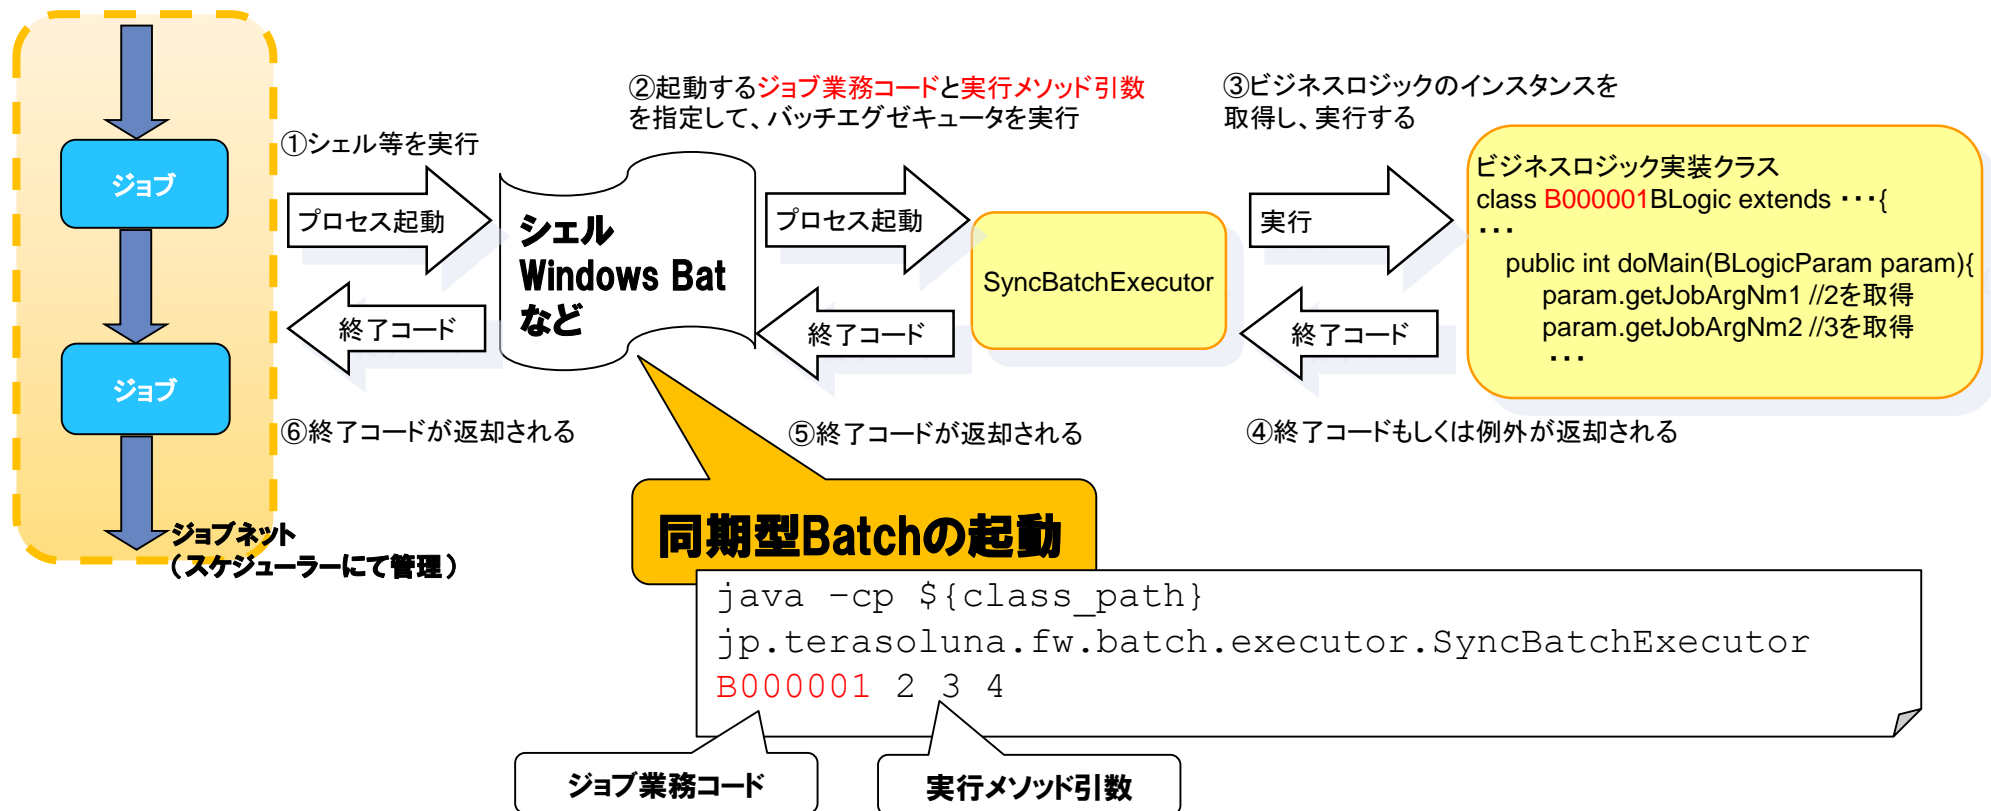 ジョブ
ジョブ
ジョブネット
（スケジューラーにて管理）
①シェル等を実行
プロセス起動
終了コード
⑥終了コードが返却される
シェル
Windows Bat
など
②起動するジョブ業務コードと実行メソッド引数
を指定して、バッチエグゼキュータを実行
プロセス起動
終了コード
⑤終了コードが返却される
SyncBatchExecutor
③ビジネスロジックのインスタンスを
取得し、実行する
実行
終了コード
④終了コードもしくは例外が返却される
ビジネスロジック実装クラス
class B000001BLogic extends ・・・{
・・・
public int doMain(BLogicParam param){
param.getJobArgNm1 //2を取得
param.getJobArgNm2 //3を取得
・・・
同期型Batchの起動
java –cp ${class_path}
jp.terasoluna.fw.batch.executor.SyncBatchExecutor
B000001 2 3 4
ジョブ業務コード
実行メソッド引数